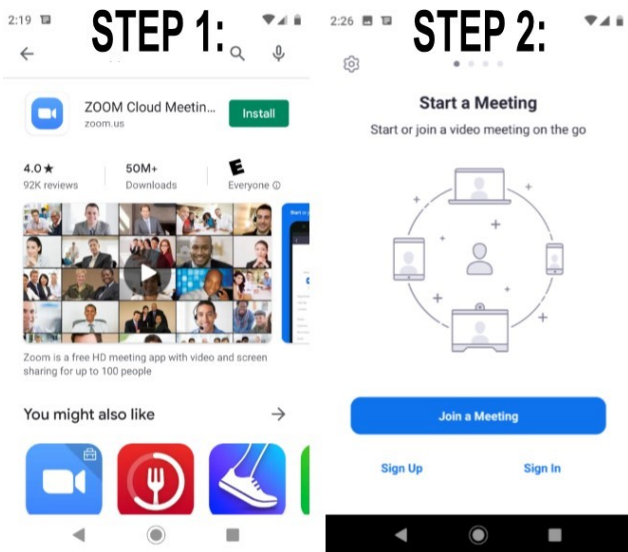 2:19
STEP 1:
ZOOM Cloud Meetin...
zoom.us
Install
4.0★
92K reviews
50M+
Downloads
E
Everyone
Zoom is a free HD meeting app with video and screen
sharing for up to 100 people
You might also like
2:26
STEP 2:
Start a Meeting
Start or join a video meeting on the go
Join a Meeting
Sign Up
Sign In